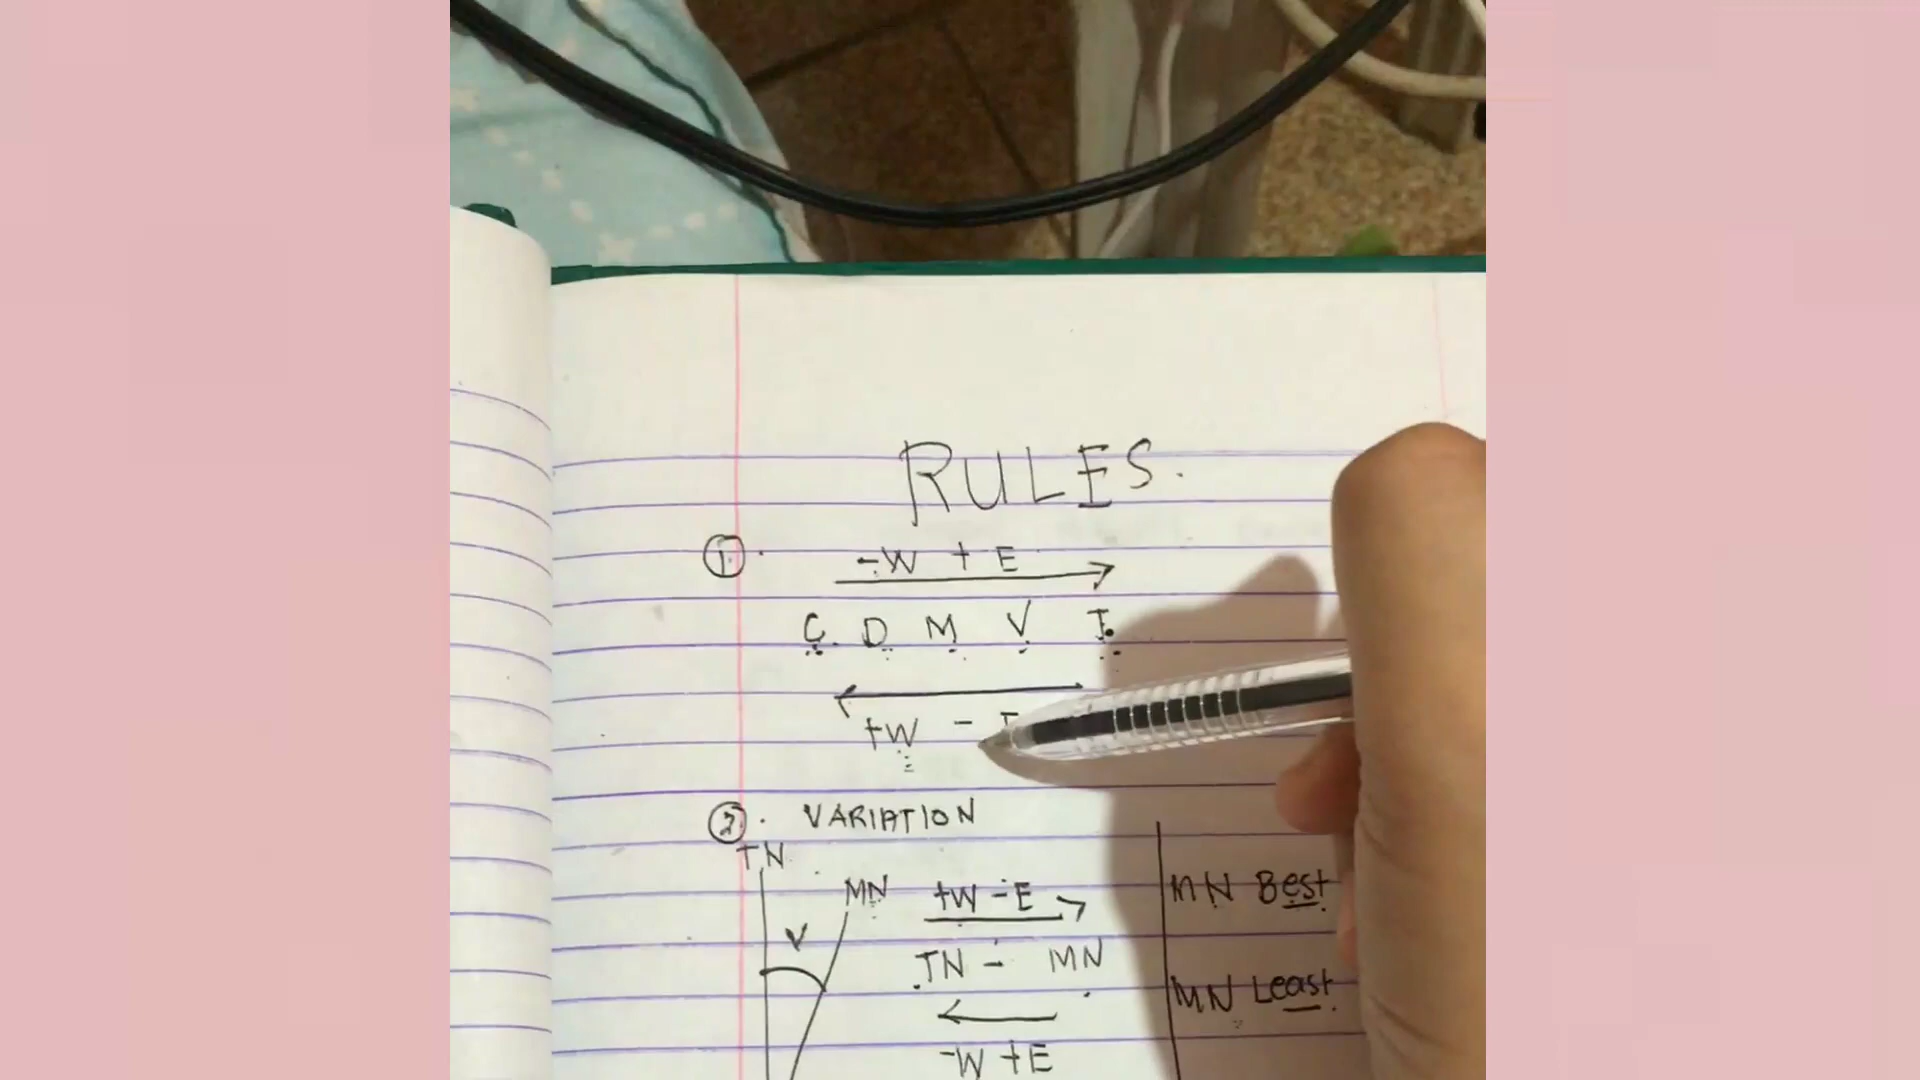 RULES.
1. -W + E
C. D M V T
+W -
2. VARIATION
TN
MN
V
+W -E
TN - MN
-W +E
MN Best
MN Least